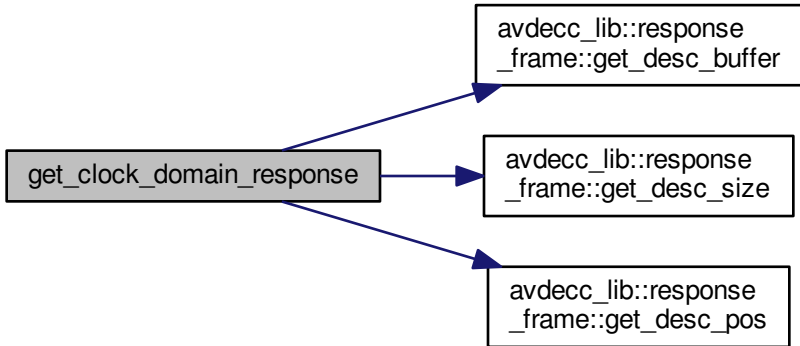 avdecc_lib::response
_frame::get_desc_buffer
get_clock_domain_response
avdecc_lib::response
_frame::get_desc_size
avdecc_lib::response
_frame::get_desc_pos